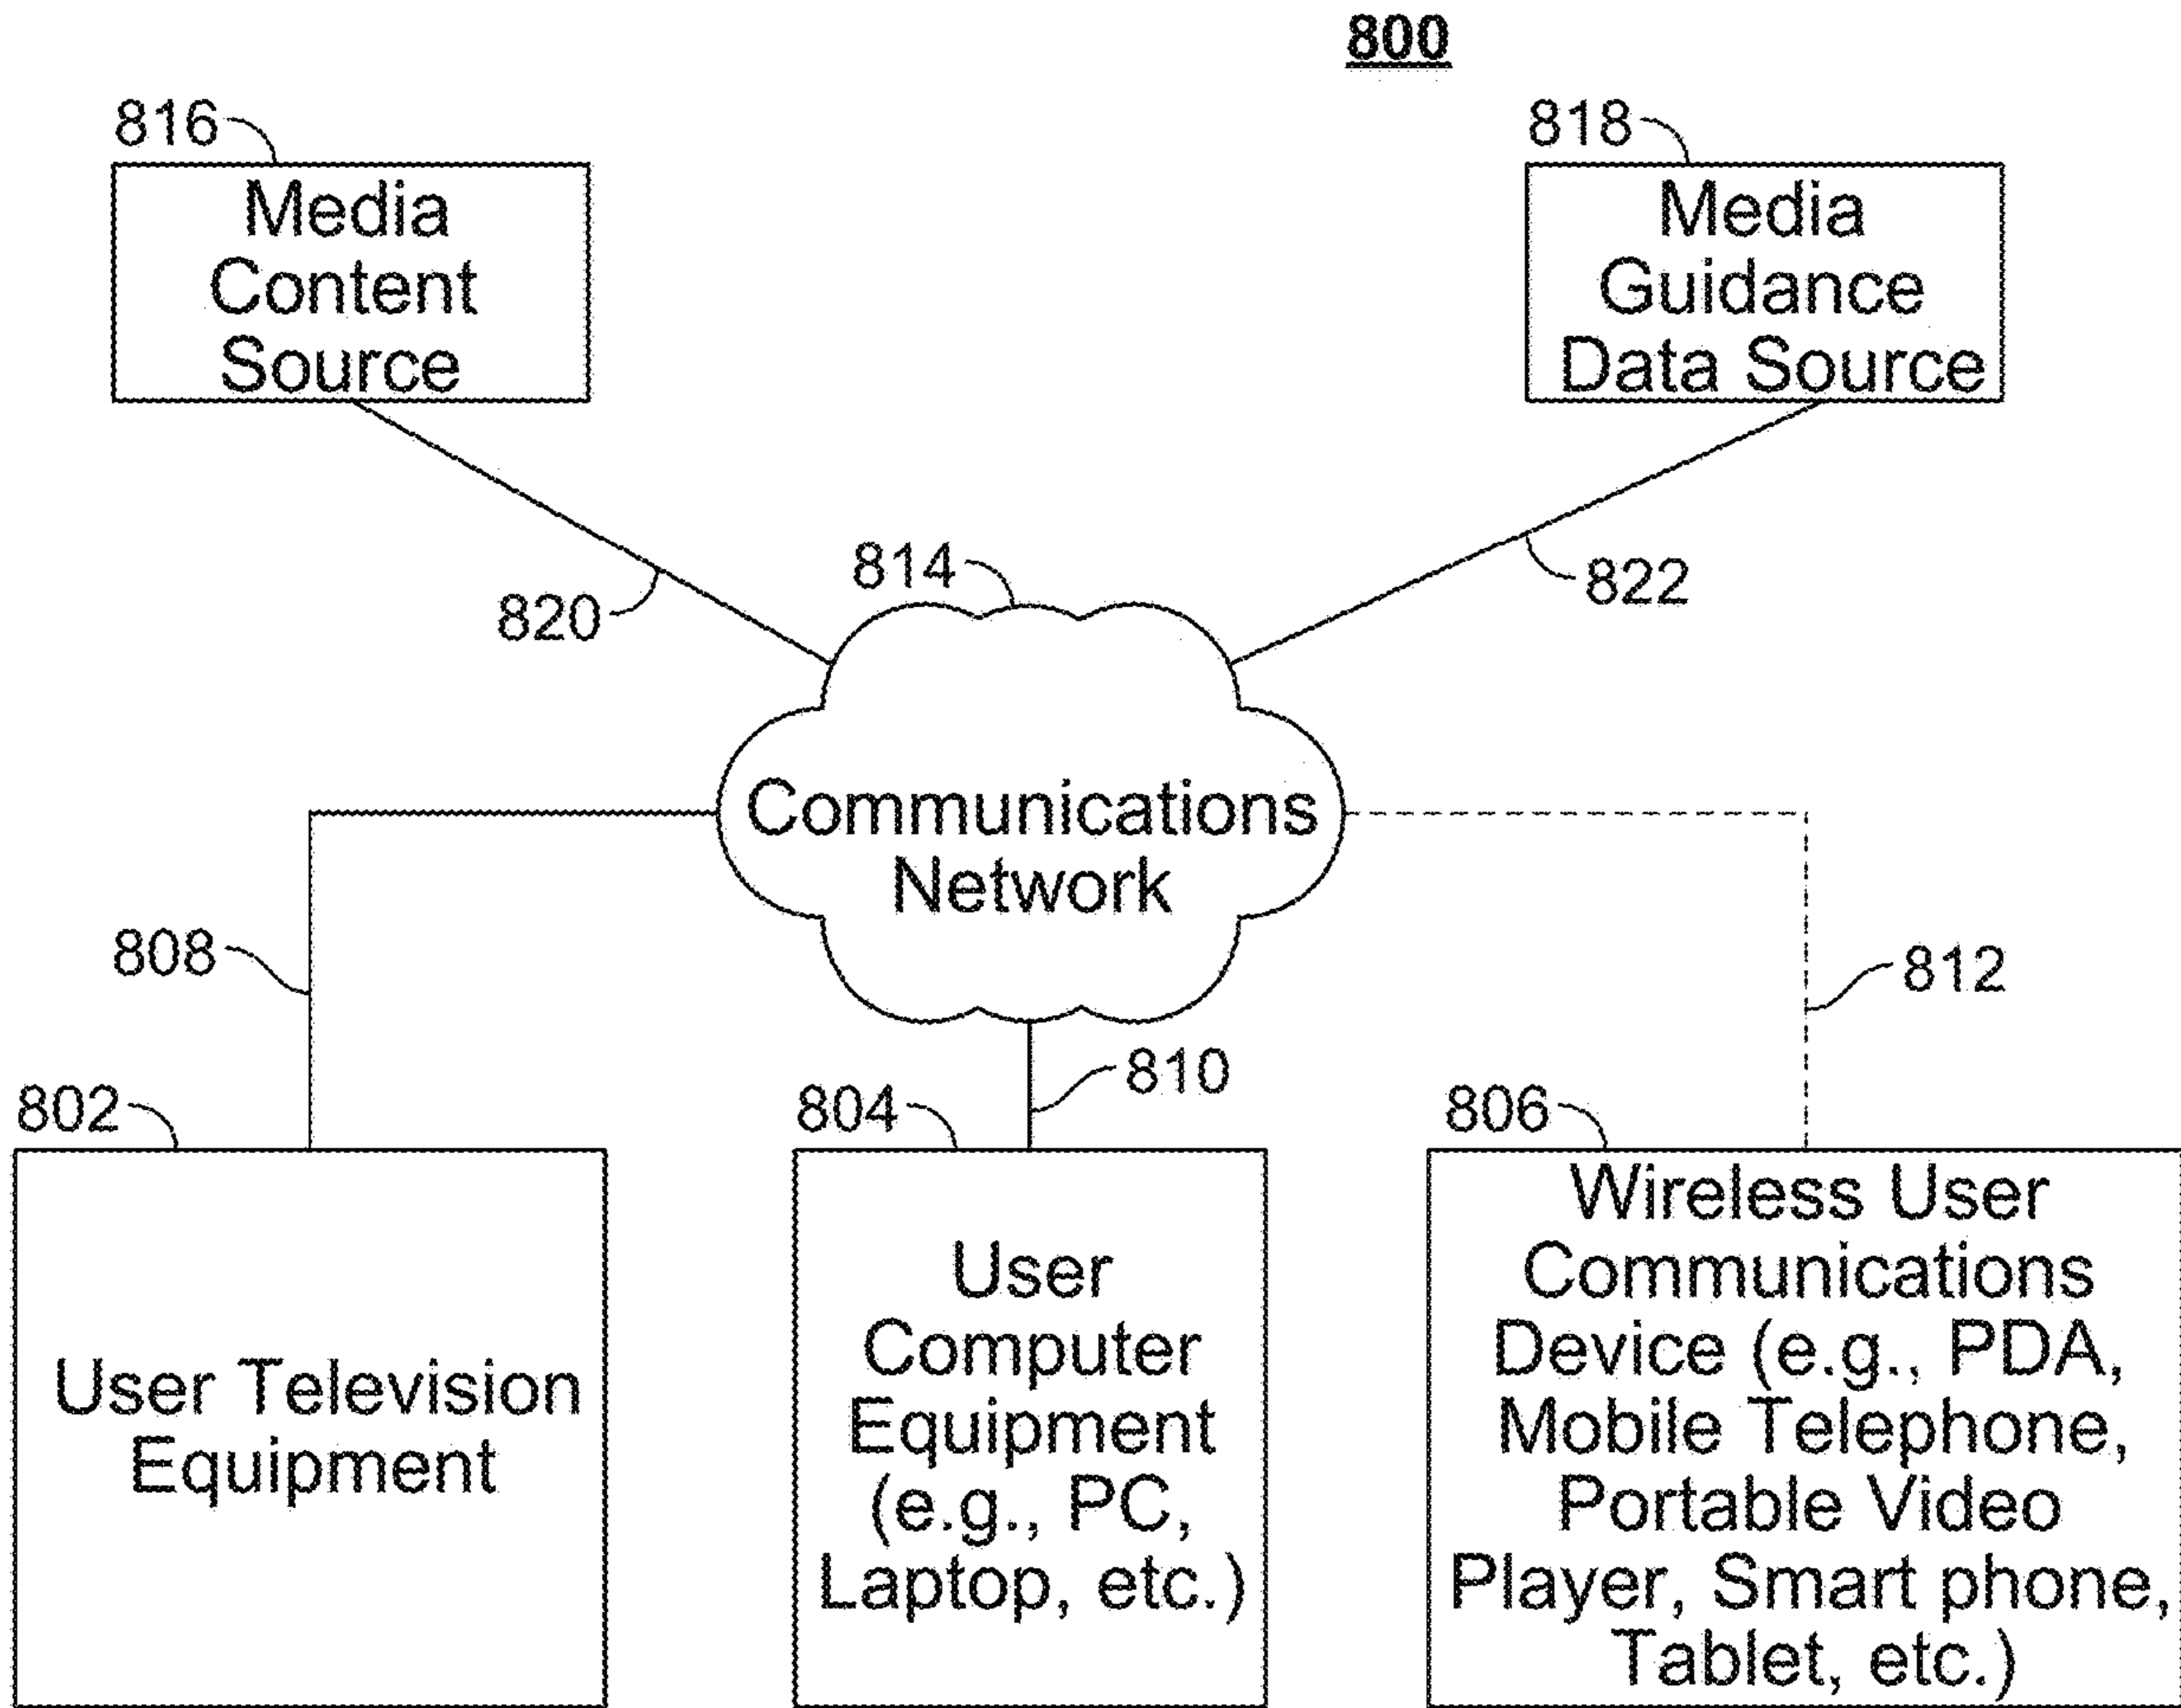 800
816
Media
Content
Source
818
Media
Guidance
Data Source
820
814
822
Communications
Network
808
812
810
802
User Television
Equipment
804
User
Computer
Equipment
(e.g., PC,
Laptop, etc.)
806
Wireless User
Communications
Device (e.g., PDA,
Mobile Telephone,
Portable Video
Player, Smart phone,
Tablet, etc.)